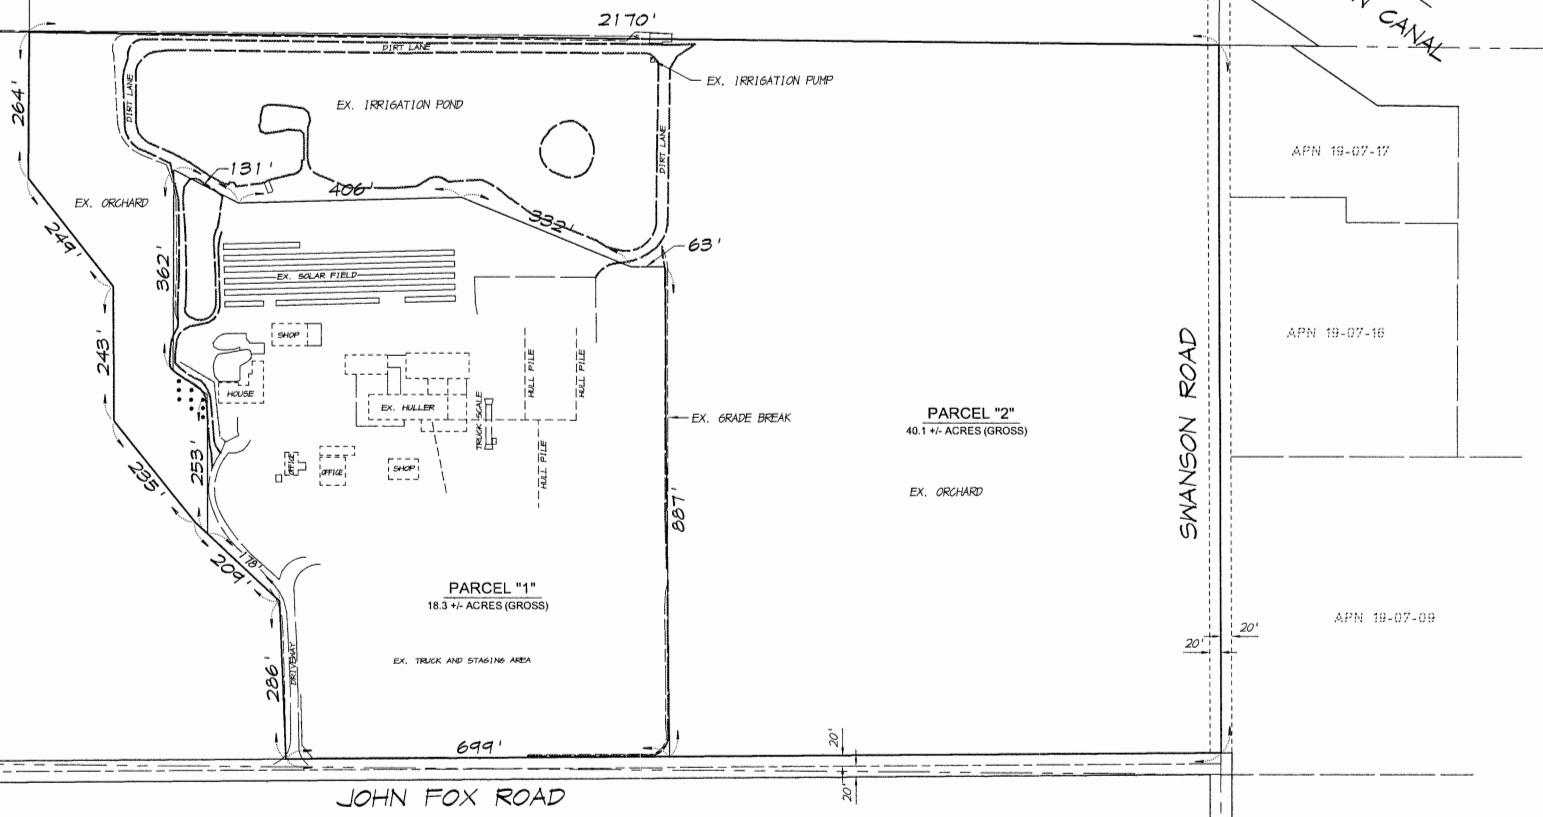 2170'
N CANAL
DIRT LANE
264'
DIRT LANE
EX. IRRIGATION PUMP
EX. IRRIGATION POND
DIRT LANE
APN 19-07-17
131'
406'
EX. ORCHARD
332'
249'
63'
362'
EX. SOLAR FIELD
SHOP
APN 19-07-16
243'
HULL PILE
HULL PILE
SWANSON ROAD
HOUSE
EX. HULLER
TRUCK SCALE
EX. GRADE BREAK
PARCEL "2"
40.1 +/- ACRES (GROSS)
253'
235'
OFFICE
OFFICE
SHOP
HULL PILE
EX. ORCHARD
887'
178'
209'
PARCEL "1"
18.3 +/- ACRES (GROSS)
APN 19-07-09
20'
20'
EX. TRUCK AND STAGING AREA
DRIVEWAY
286'
699'
20'
20'
JOHN FOX ROAD